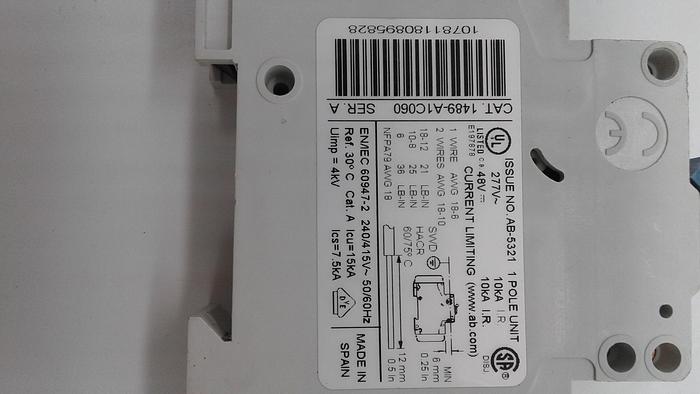 10781180895828
CAT. 1489-A1C060 SER. A
ISSUE NO. AB-5321 1 POLE UNIT
UL 277V~ 10kA I.R.
LISTED 48V 10kA I.R.
E197878 CURRENT LIMITING (www.ab.com)
1 WIRE AWG 18-6
2 WIRES AWG 18-10
18-12 21 LB-IN
10-8 25 LB-IN
6 36 LB-IN
NFPA79 AWG 18
SWD
HACR
60/75°C
MIN
6 mm
0.25 in
12 mm
0.5 in
EN/IEC 60947-2 240/415V~ 50/60Hz
Ref. 30°C Cat. A Icu=15kA
Uimp = 4kV Ics=7.5kA
MADE IN
SPAIN
CE